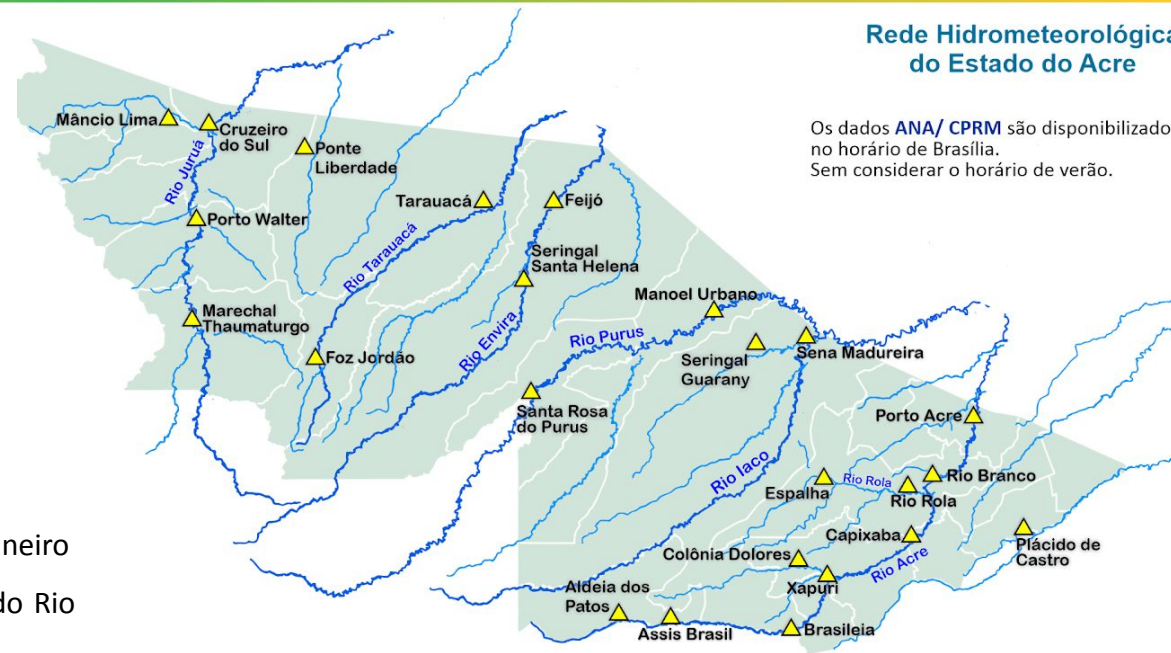 Rede Hidrometeorológica
do Estado do Acre
Os dados ANA/ CPRM são disponibilizado
no horário de Brasília.
Sem considerar o horário de verão.
Mâncio Lima
Cruzeiro
do Sul
Ponte
Liberdade
Rio Juruá
Porto Walter
Tarauacá
Feijó
Rio Tarauacá
Seringal
Santa Helena
Marechal
Thaumaturgo
Foz Jordão
Rio Envira
Manoel Urbano
Rio Purus
Seringal
Guarany
Sena Madureira
Santa Rosa
do Purus
Porto Acre
Rio Iaco
Espalha
Rio Rola
Rio Rola
Rio Branco
Capixaba
Plácido de
Castro
Colônia Dolores
Rio Acre
Xapuri
Aldeia dos
Patos
Assis Brasil
Brasileia
neiro
do Rio